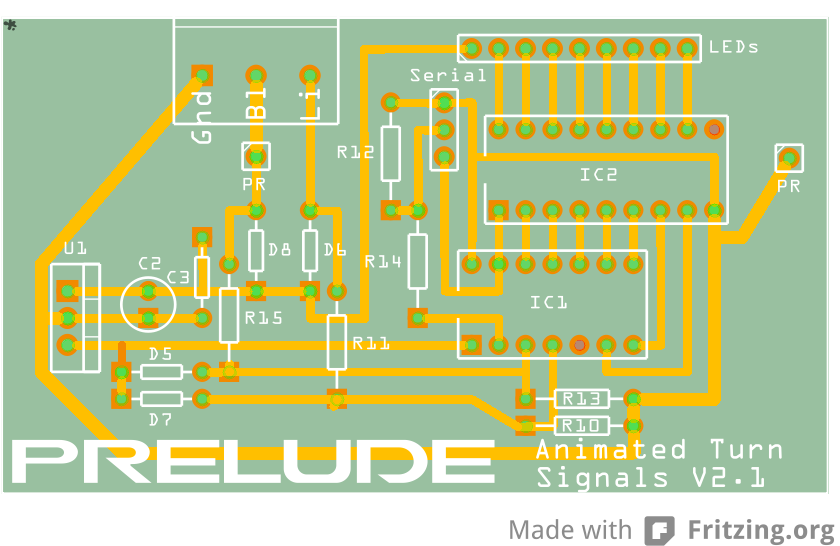 *
LEDs
Serial
Gnd
Bl
Li
R12
PR
IC2
PR
U1
C2
C3
D8
D6
R14
IC1
R15
R11
D5
D7
R13
R10
PRELUDE
Animated Turn
Signals V2.1
Made with Fritzing.org